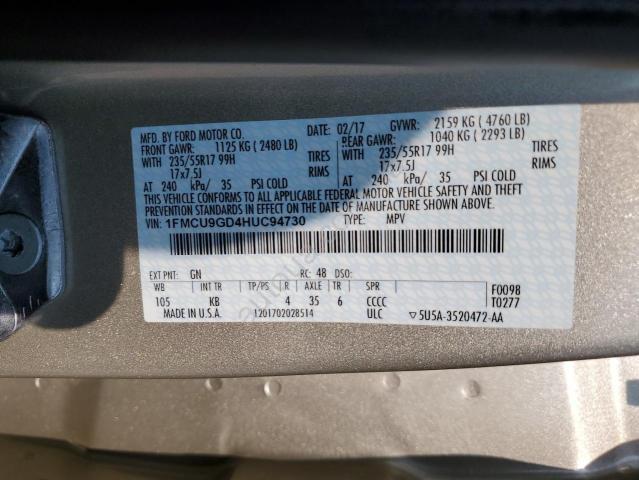 MFD. BY FORD MOTOR CO. DATE: 02/17 GVWR: 2159 KG ( 4760 LB)
FRONT GAWR: 1125 KG ( 2480 LB) REAR GAWR: 1040 KG ( 2293 LB)
WITH 235/55R17 99H TIRES WITH 235/55R17 99H TIRES
17x7.5J RIMS 17x7.5J RIMS
AT 240 kPa/ 35 PSI COLD AT 240 kPa/ 35 PSI COLD
THIS VEHICLE CONFORMS TO ALL APPLICABLE FEDERAL MOTOR VEHICLE SAFETY AND THEFT
PREVENTION STANDARDS IN EFFECT ON THE DATE OF MANUFACTURE SHOWN ABOVE.
VIN: 1FMCU9GD4HUC94730 TYPE: MPV
EXT PNT: GN RC: 48 DSO:
WB TP/PS R AXLE TR SPR F0098
105 KB 4 35 6 CCCC T0277
MADE IN U.S.A. 1201702028514 ULC ▽5U5A-3520472-AA